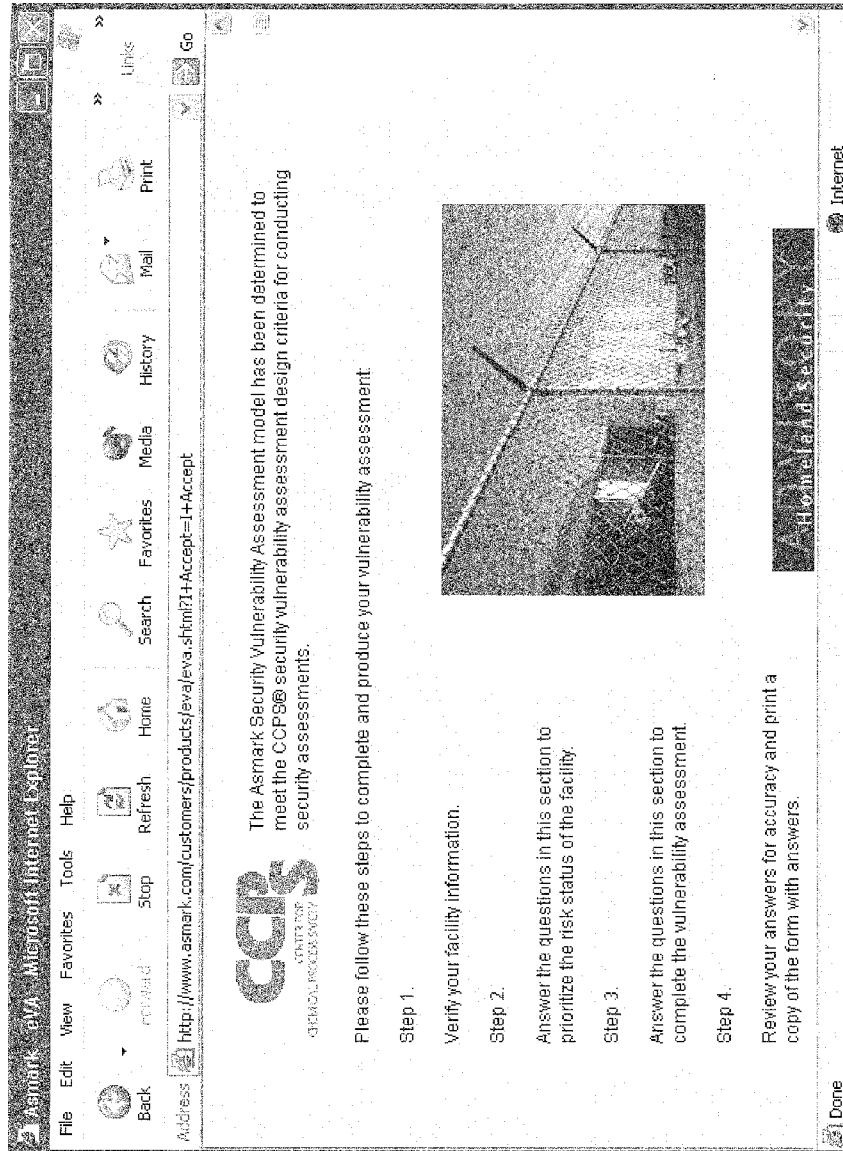 Asmark - eVA - Microsoft Internet Explorer
File Edit View Favorites Tools Help
Back Forward Stop Refresh Home Search Favorites Media History Mail Print Links
Address http://www.asmark.com/customers/products/eva/eva.shtml?I+Accept=I+Accept Go
ccps
CENTER FOR
CHEMICAL PROCESS SAFETY
The Asmark Security Vulnerability Assessment model has been determined to
meet the CCPS® security vulnerability assessment design criteria for conducting
security assessments.
Please follow these steps to complete and produce your vulnerability assessment:
Step 1.
Verify your facility information.
Step 2.
Answer the questions in this section to
prioritize the risk status of the facility.
Step 3.
Answer the questions in this section to
complete the vulnerability assessment.
Step 4.
Review your answers for accuracy and print a
copy of the form with answers.
Homeland Security
Done Internet